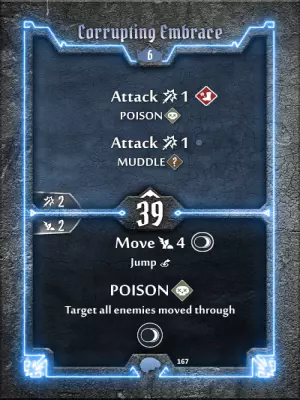 Corrupting Embrace
6
Attack 1
POISON
Attack 1
MUDDLE ?
2
39
2
Move 4
Jump
POISON
Target all enemies moved through
167